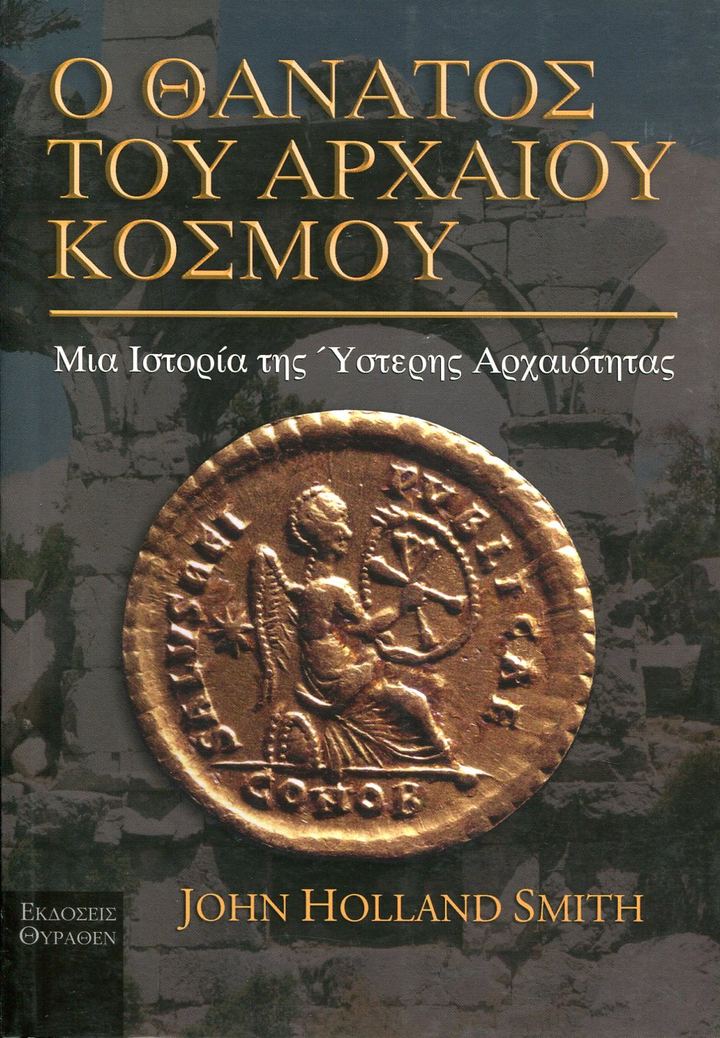 Ο ΘΑΝΑΤΟΣ
ΤΟΥ ΑΡΧΑΙΟΥ
ΚΟΣΜΟΥ
Μια Ιστορία της Ύστερης Αρχαιότητας
SALVS REI
PVBLICAE
CONOB
JOHN HOLLAND SMITH
ΕΚΔΟΣΕΙΣ
ΘΥΡΑΘΕΝ